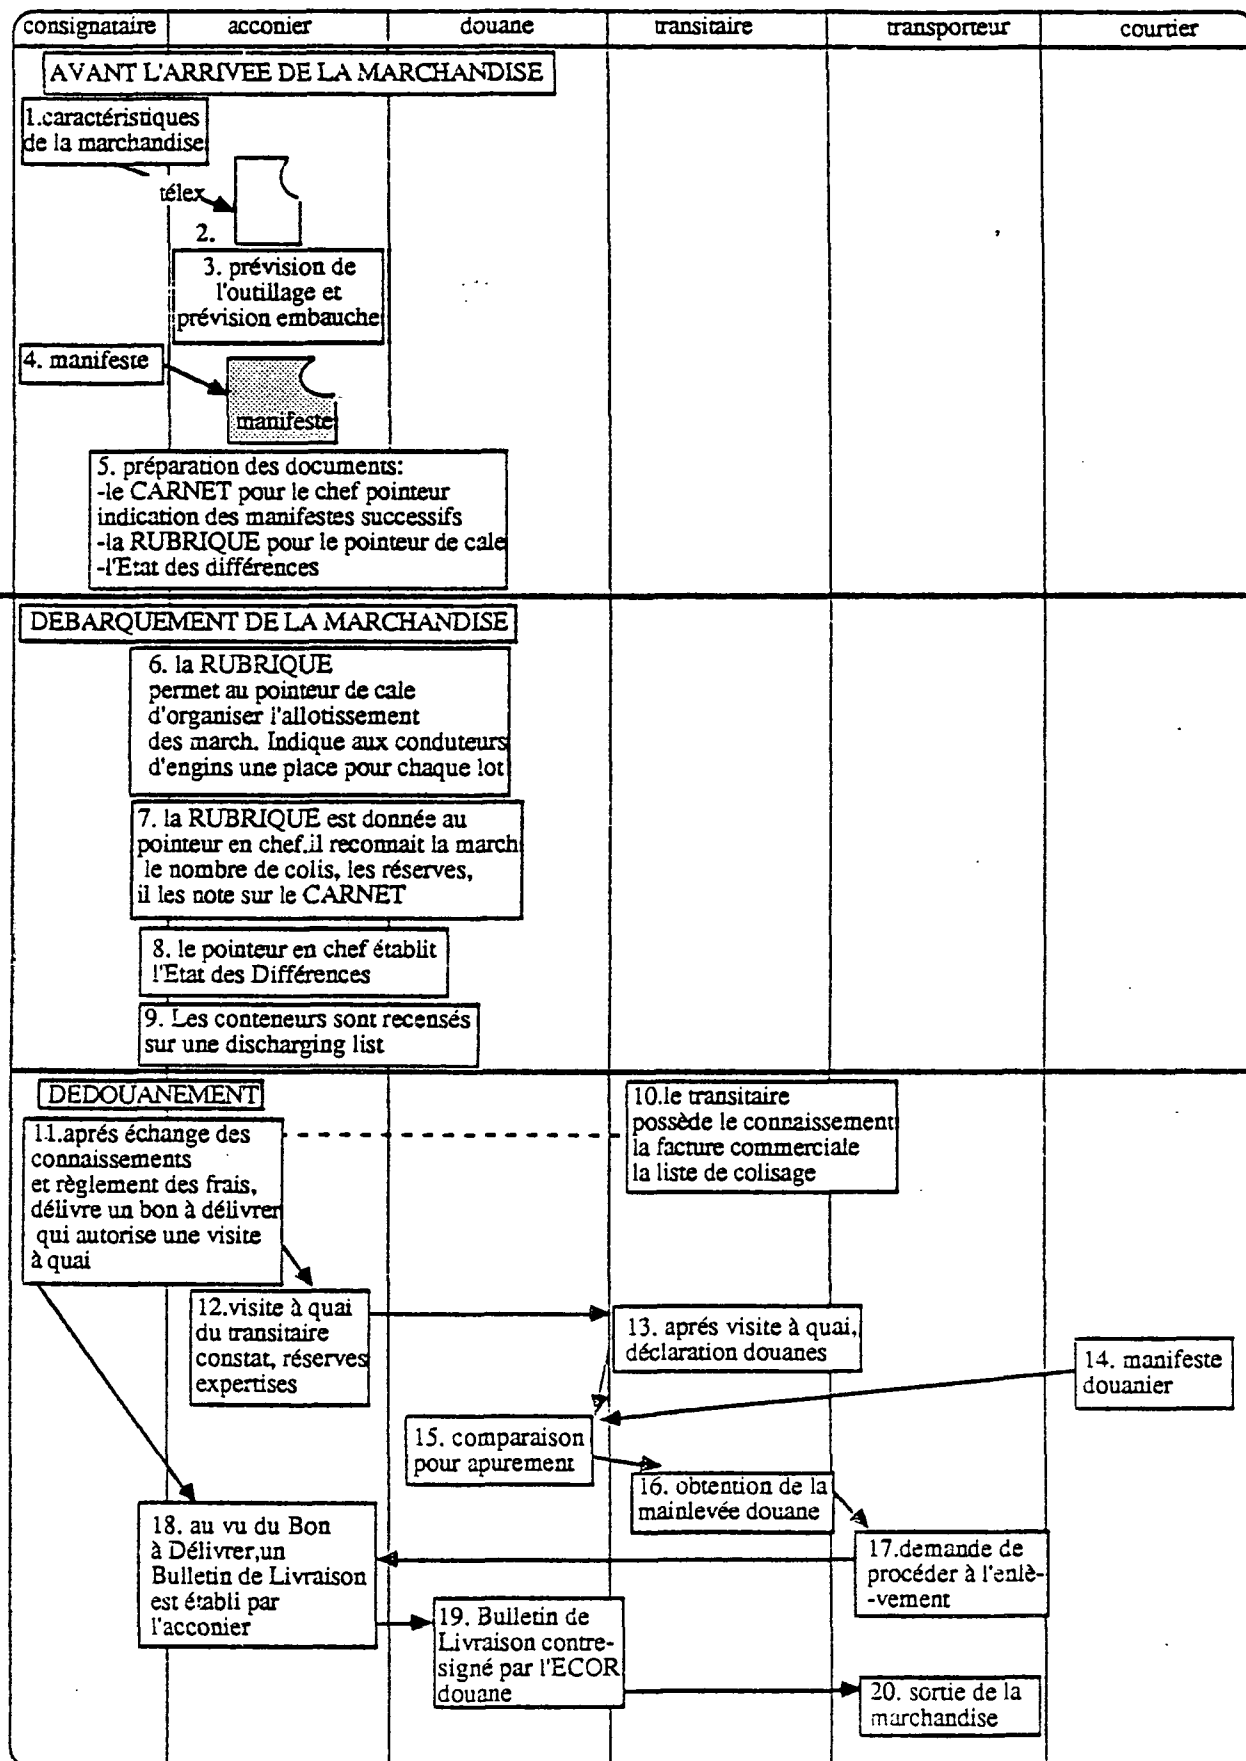 consignataire acconier douane transitaire transporteur courtier
AVANT L'ARRIVEE DE LA MARCHANDISE
1.caractéristiques
de la marchandise
télex
2.
3. prévision de
l'outillage et
prévision embauche
4. manifeste
manifeste
5. préparation des documents:
-le CARNET pour le chef pointeur
indication des manifestes successifs
-la RUBRIQUE pour le pointeur de cale
-l'Etat des différences
DEBARQUEMENT DE LA MARCHANDISE
6. la RUBRIQUE
permet au pointeur de cale
d'organiser l'allotissement
des march. Indique aux conduteurs
d'engins une place pour chaque lot
7. la RUBRIQUE est donnée au
pointeur en chef.il reconnait la march
le nombre de colis, les réserves,
il les note sur le CARNET
8. le pointeur en chef établit
l'Etat des Différences
9. Les conteneurs sont recensés
sur une discharging list
DEDOUANEMENT
10.le transitaire
possède le connaissement
la facture commerciale
la liste de colisage
11.aprés échange des
connaissements
et règlement des frais,
délivre un bon à délivrer
qui autorise une visite
à quai
12.visite à quai
du transitaire
constat, réserves
expertises
13. aprés visite à quai,
déclaration douanes
14. manifeste
douanier
15. comparaison
pour apurement
16. obtention de la
mainlevée douane
17.demande de
procéder à l'enlè-
-vement
18. au vu du Bon
à Délivrer,un
Bulletin de Livraison
est établi par
l'acconier
19. Bulletin de
Livraison contre-
signé par l'ECOR
douane
20. sortie de la
marchandise